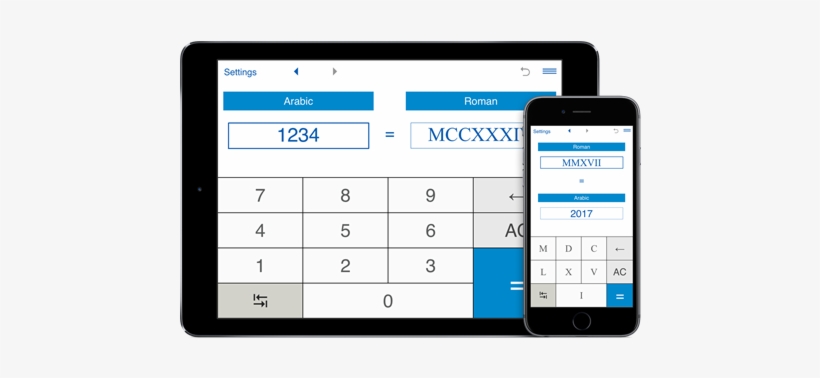 Settings
Arabic
Roman
1234 = MCCXXXIV
7 8 9 ←
4 5 6 AC
1 2 3
0 =
Settings
Roman
MMXVII
=
Arabic
2017
M D C ←
L X V AC
I =